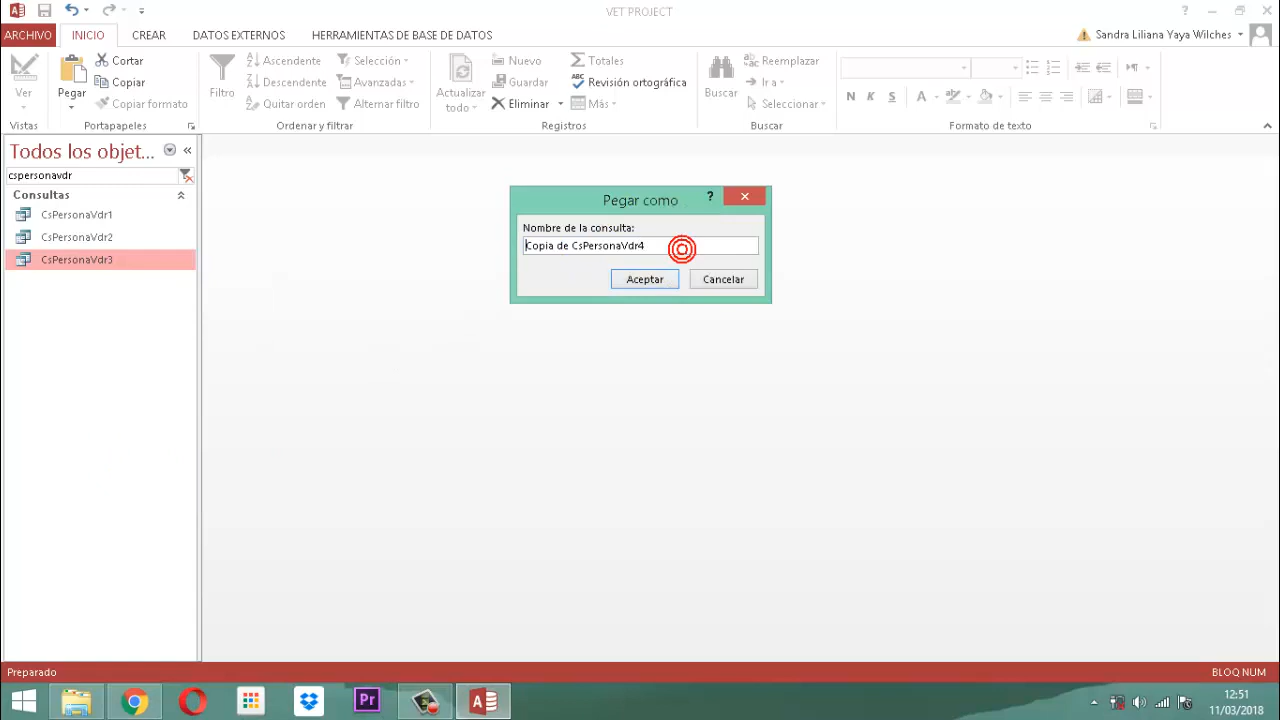 VET PROJECT
?
ARCHIVO INICIO CREAR DATOS EXTERNOS HERRAMIENTAS DE BASE DE DATOS Sandra Liliana Yaya Wilches
Ver
Vistas
Pegar
Cortar
Copiar
Copiar formato
Portapapeles
Filtro
Ascendente
Descendente
Quitar
Selección
Avanzadas
filtro
Ordenar y filtrar
Actualizar
todo
Nuevo
Guardar
Eliminar
Totales
Revisión ortográfica
Más
Registros
Buscar
Reemplazar
Ir a
Seleccionar
Buscar
N K S A
Formato de texto
Todos los objet... «
cspersonavdr
Consultas
CsPersonaVdr1
CsPersonaVdr2
CsPersonaVdr3
Pegar como ?
Nombre de la consulta:
Copia de CsPersonaVdr4
Aceptar Cancelar
Preparado BLOQ NUM
Pr
12:51
11/03/2018